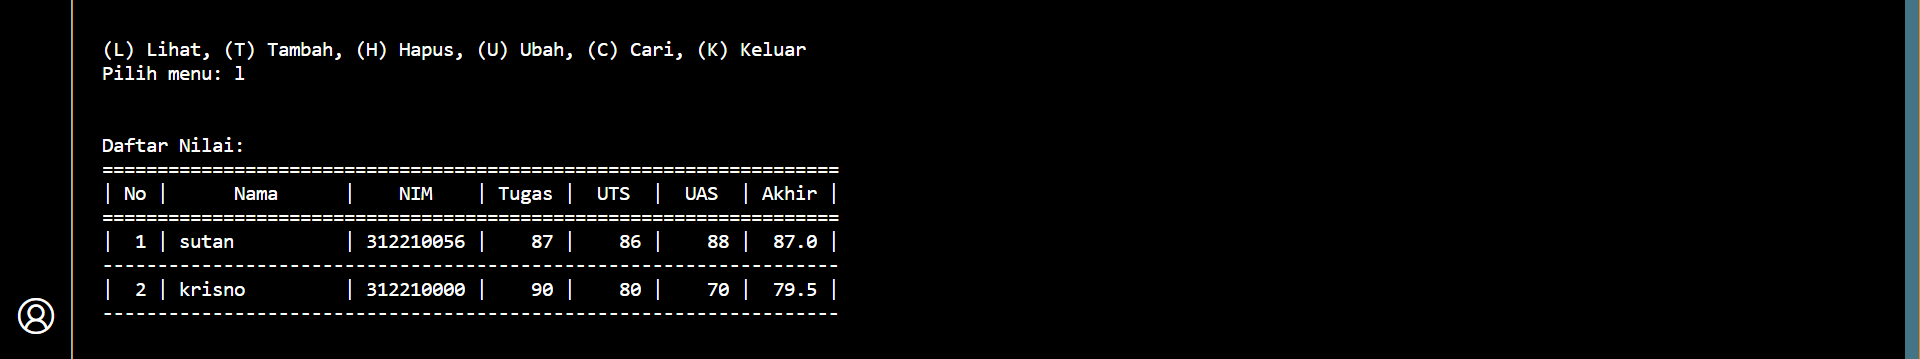 (L) Lihat, (T) Tambah, (H) Hapus, (U) Ubah, (C) Cari, (K) Keluar
Pilih menu: l
Daftar Nilai:
===================================================================
| No |      Nama      |    NIM    | Tugas |  UTS  |  UAS  | Akhir |
===================================================================
|  1 | sutan          | 312210056 |    87 |    86 |    88 |  87.0 |
-------------------------------------------------------------------
|  2 | krisno         | 312210000 |    90 |    80 |    70 |  79.5 |
-------------------------------------------------------------------